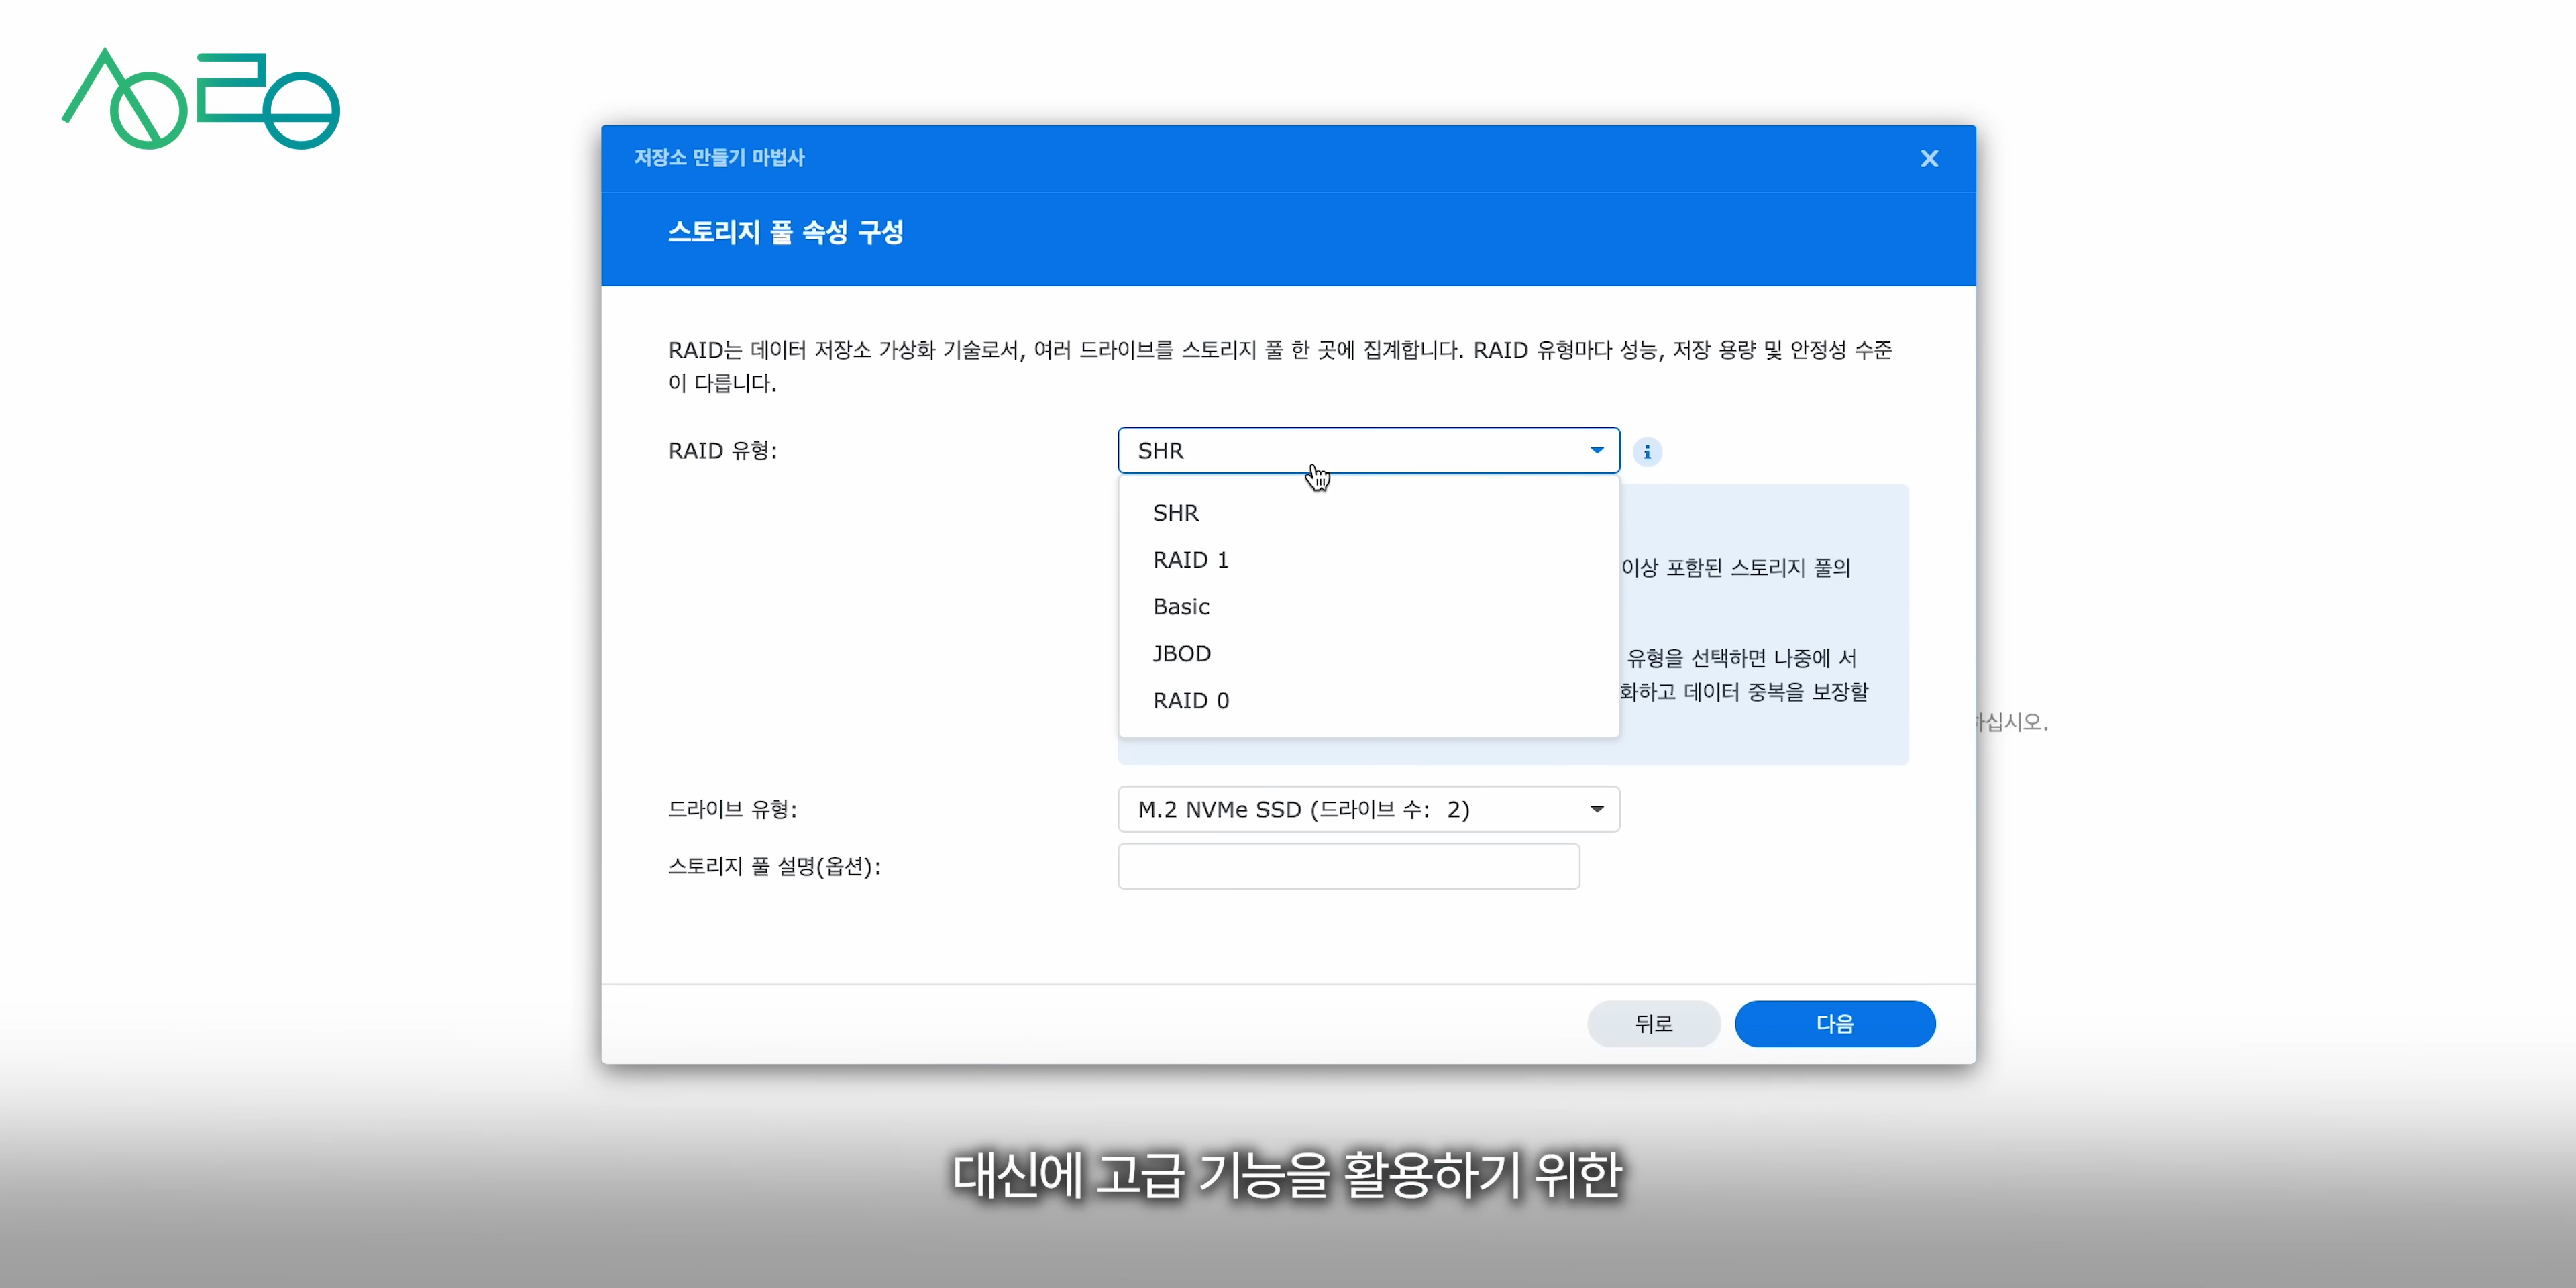 저장소 만들기 마법사
스토리지 풀 속성 구성
RAID는 데이터 저장소 가상화 기술로서, 여러 드라이브를 스토리지 풀 한 곳에 집계합니다. RAID 유형마다 성능, 저장 용량 및 안정성 수준
이 다릅니다.
RAID 유형:
SHR
i
SHR
RAID 1
Basic
JBOD
RAID 0
이상 포함된 스토리지 풀의
유형을 선택하면 나중에 서
화하고 데이터 중복을 보장할
하십시오.
드라이브 유형:
M.2 NVMe SSD (드라이브 수: 2)
스토리지 풀 설명(옵션):
뒤로
다음
대신에 고급 기능을 활용하기 위한